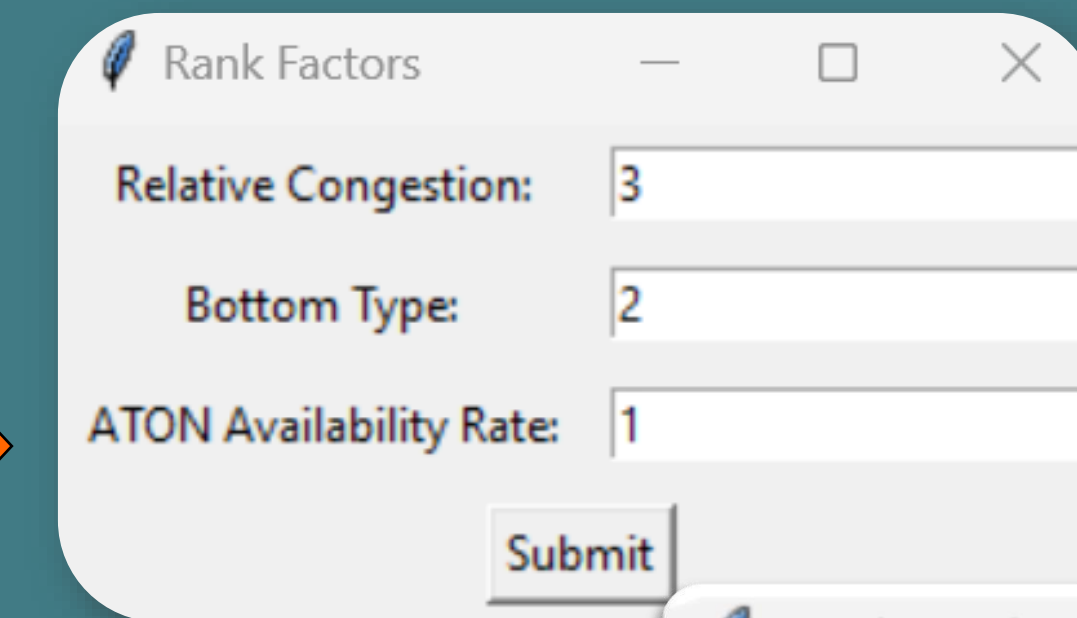 Rank Factors
Relative Congestion: 3
Bottom Type: 2
ATON Availability Rate: 1
Submit